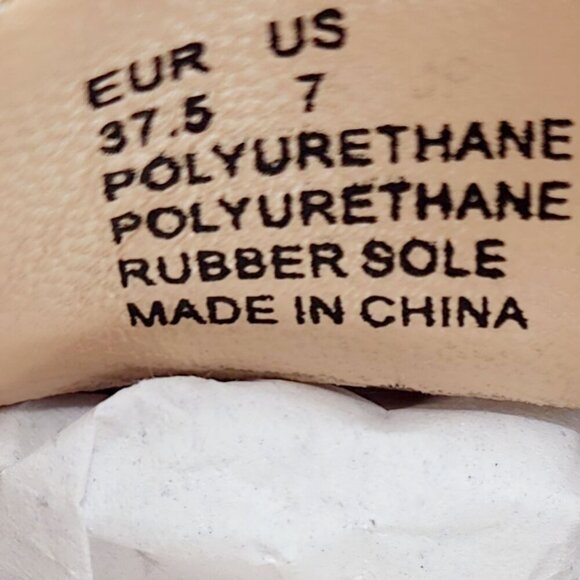 EUR US
37.5 7
POLYURETHANE
POLYURETHANE
RUBBER SOLE
MADE IN CHINA